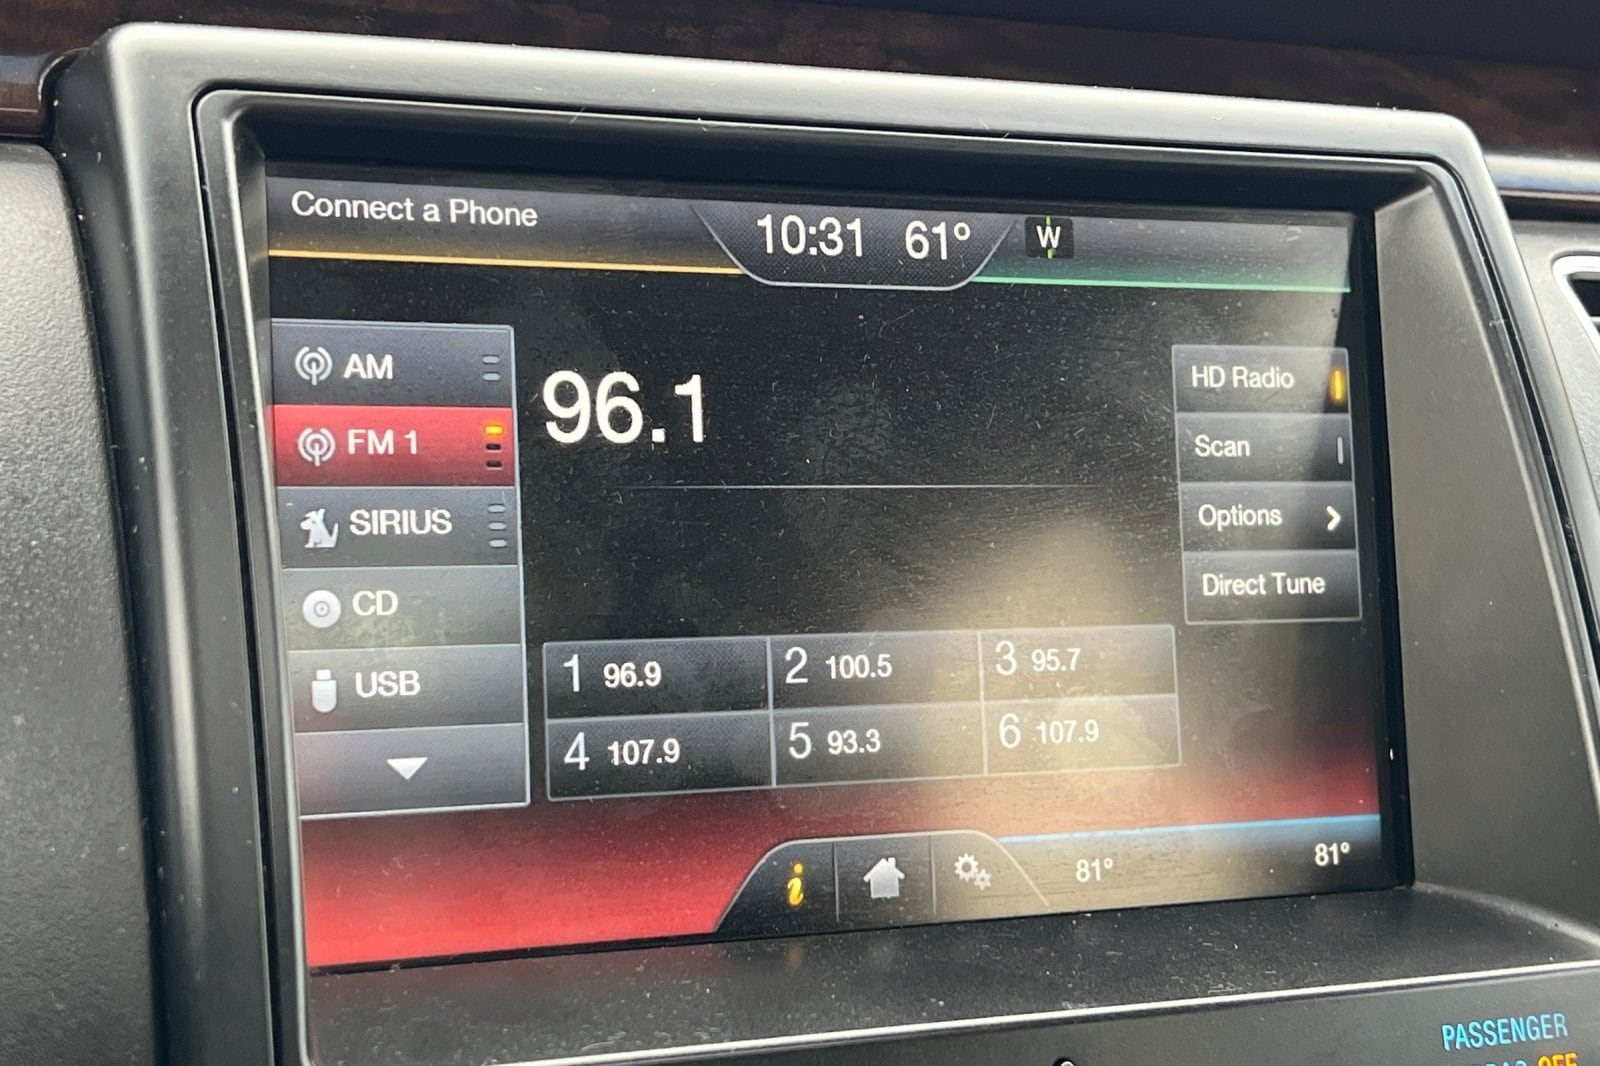 Connect a Phone
10:31 61° W
AM
FM 1
SIRIUS
CD
USB
96.1
HD Radio
Scan
Options
Direct Tune
1 96.9 2 100.5 3 95.7
4 107.9 5 93.3 6 107.9
i 81° 81°
PASSENGER
OFF